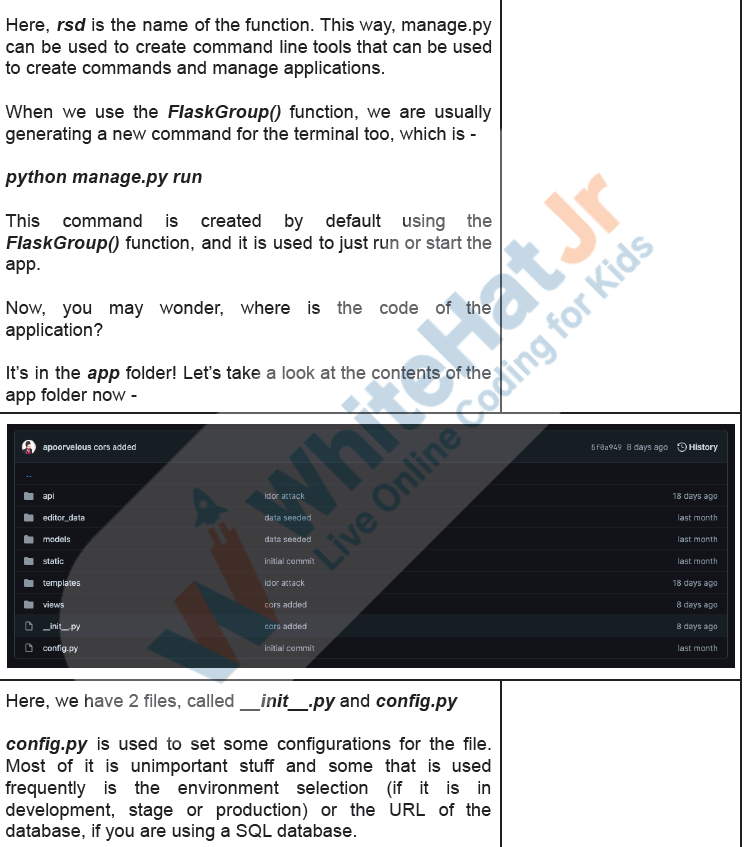 Here, rsd is the name of the function. This way, manage.py
can be used to create command line tools that can be used
to create commands and manage applications.
When we use the FlaskGroup() function, we are usually
generating a new command for the terminal too, which is -
python manage.py run
This command is created by default using the
FlaskGroup() function, and it is used to just run or start the
app.
Now, you may wonder, where is the code of the
application?
It's in the app folder! Let's take a look at the contents of the
app folder now -
WhiteHat Jr
Live Online Coding for Kids
apoorvelous cors added 5f0a949 8 days ago History
..
api idor attack 18 days ago
editor_data data seeded last month
models data seeded last month
static initial commit last month
templates idor attack 18 days ago
views cors added 8 days ago
__init__.py cors added 8 days ago
config.py initial commit last month
Here, we have 2 files, called __init__.py and config.py
config.py is used to set some configurations for the file.
Most of it is unimportant stuff and some that is used
frequently is the environment selection (if it is in
development, stage or production) or the URL of the
database, if you are using a SQL database.